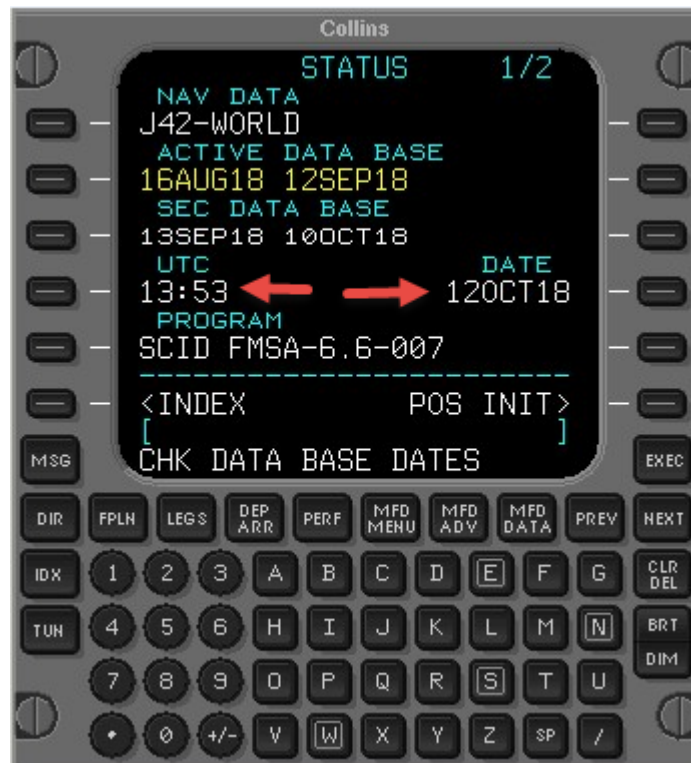 Collins
STATUS 1/2
NAV DATA
J42-WORLD
ACTIVE DATA BASE
16AUG18 12SEP18
SEC DATA BASE
13SEP18 10OCT18
UTC DATE
13:53 12OCT18
PROGRAM
SCID FMSA-6.6-007
--------------------------
<INDEX POS INIT>
[ ]
CHK DATA BASE DATES
MSG EXEC
DIR FPLN LEGS DEP ARR PERF MFD MENU MFD ADV MFD DATA PREV NEXT
IDX 1 2 3 A B C D E F G CLR DEL
TUN 4 5 6 H I J K L M N BRT
DIM
7 8 9 O P Q R S T U
• 0 +/- V W X Y Z SP /